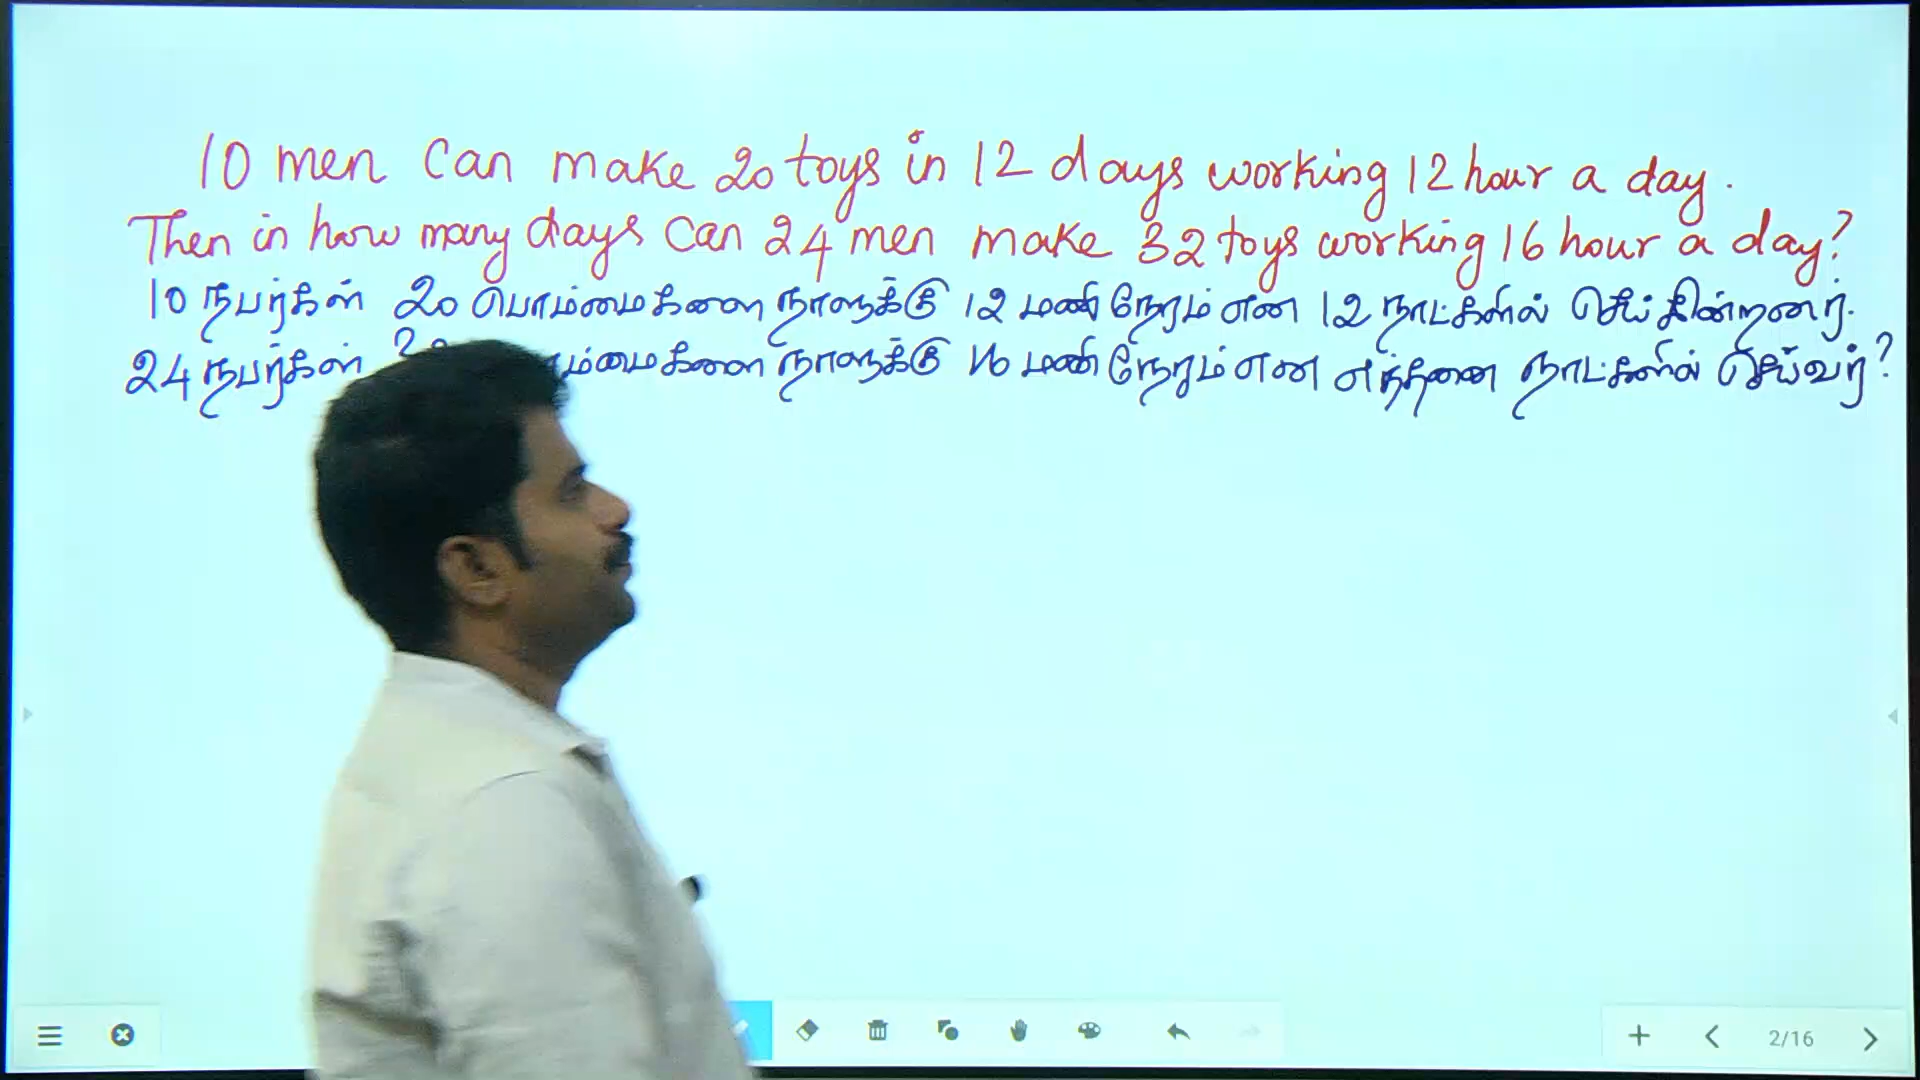 10 men can make 20 toys in 12 days working 12 hour a day.
Then in how many days can 24 men make 32 toys working 16 hour a day?
10 நபர்கள் 20 பொம்மைகளை நாளுக்கு 12 மணிநேரம் என 12 நாட்களில் செய்கின்றனர்.
24 நபர்கள் நாளுக்கு 16 மணிநேரம் என எத்தனை நாட்களில் செய்வர்?
2/16